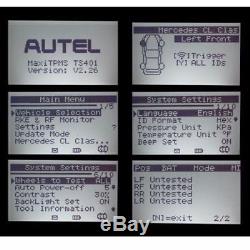 AUTEL
MaxiTPMS TS401
Version: V2.26
Mercedes CL Clas
Left Front
!Trigger
[Y] All IDs
Main Menu
1/5
Vehicle Selection
RKE & RF Monitor
Settings
Update Mode
Mercedes CL Clas...
System Settings
1/10
Language English
ID Format Hex
Pressure Unit KPa
Temperature Unit °F
Beep Set ON
System Settings
6/10
Wheels to Test ALL
Auto Power-off 5
Contrast 30
BackLight Set ON
Tool Information
Pos BAT Mode MI
LF Untested
RF Untested
RR Untested
LR Untested
[N]=exit 2/2